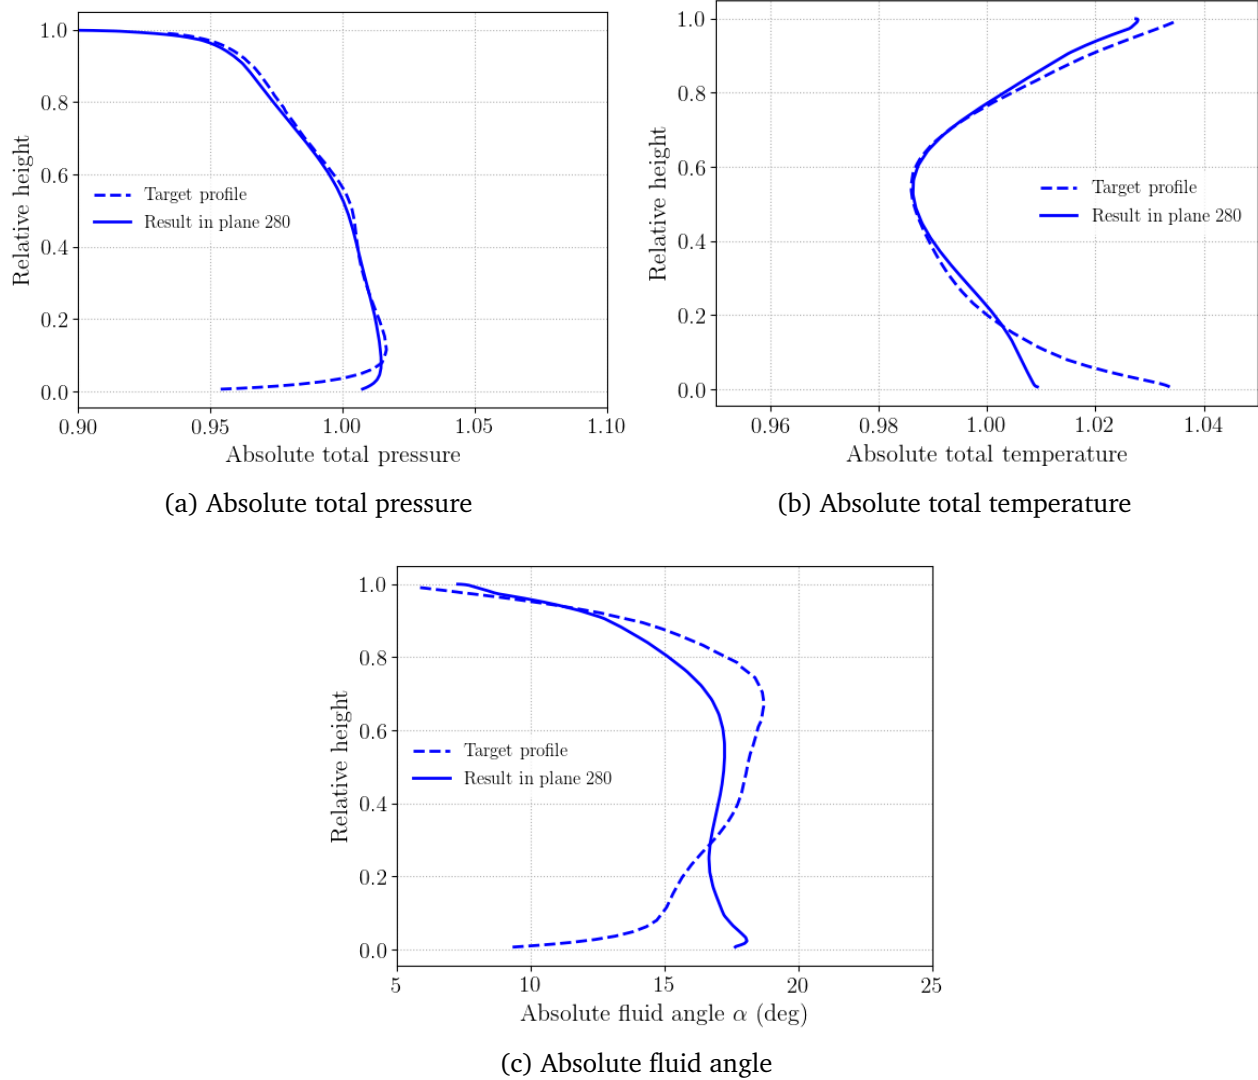 1.0
0.8
0.6
0.4
0.2
0.0
Relative height
Target profile
Result in plane 280
0.90 0.95 1.00 1.05 1.10
Absolute total pressure
(a) Absolute total pressure
1.0
0.8
0.6
0.4
0.2
0.0
Relative height
Target profile
Result in plane 280
0.96 0.98 1.00 1.02 1.04
Absolute total temperature
(b) Absolute total temperature
1.0
0.8
0.6
0.4
0.2
0.0
Relative height
Target profile
Result in plane 280
5 10 15 20 25
Absolute fluid angle α (deg)
(c) Absolute fluid angle